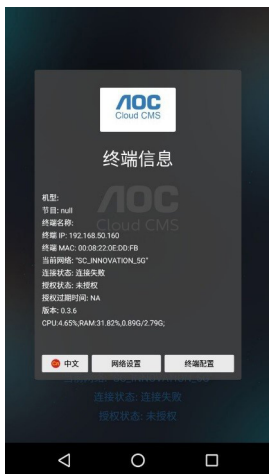 AOC
Cloud CMS
终端信息
机型:
节目: null
终端名称:
终端 IP: 192.168.50.160
终端 MAC: 00:08:22:0E:DD:FB
当前网络: "SC_INNOVATION_5G"
连接状态: 连接失败
授权状态: 未授权
授权过期时间: NA
版本: 0.3.6
CPU:4.65%,RAM:31.82%,0.89G/2.79G;
AOC
Cloud CMS
中文 网络设置 终端配置
连接状态: 连接失败
授权状态: 未授权